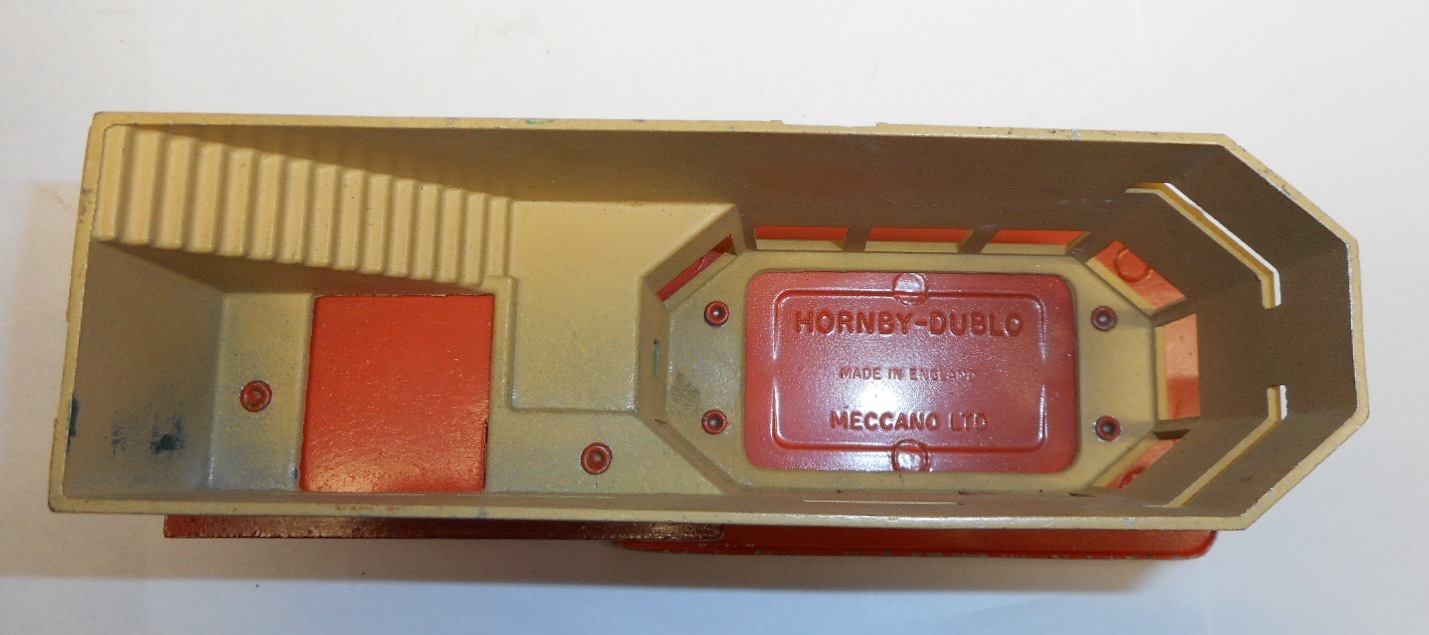 HORNBY-DUBLO
MADE IN ENGLAND
MECCANO LTD